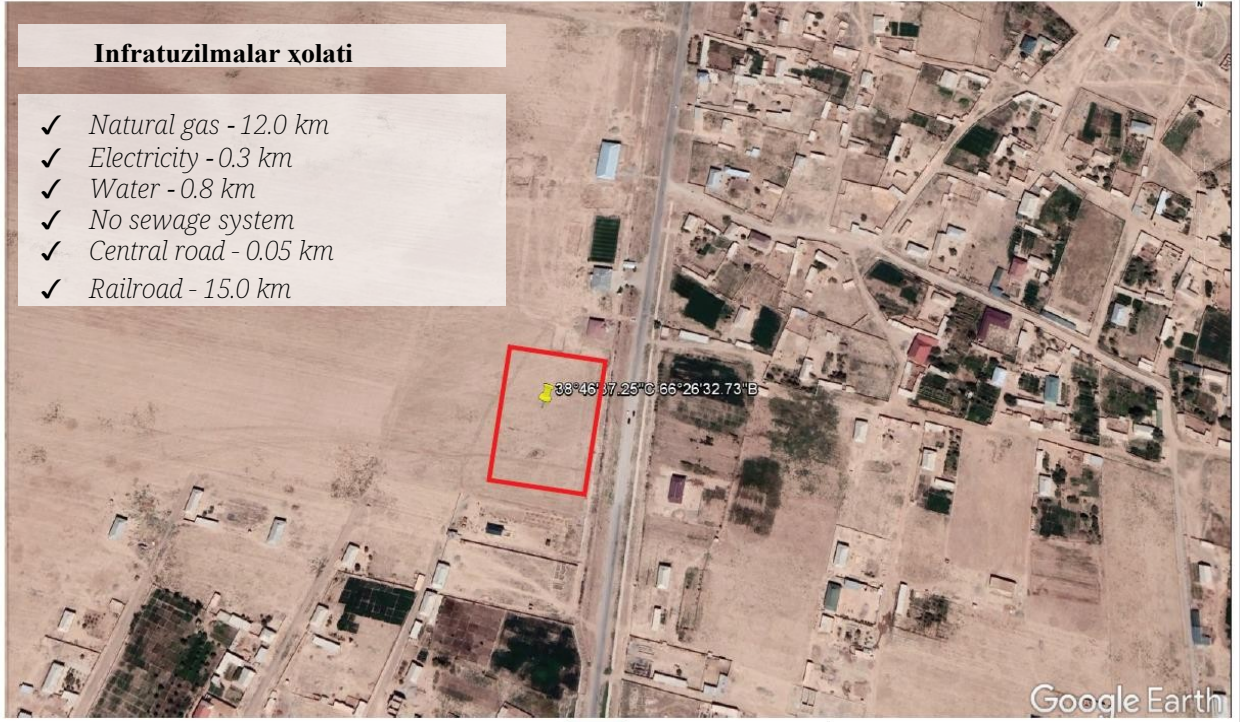 Infratuzilmalar ҳolati
✓ Natural gas - 12.0 km
✓ Electricity - 0.3 km
✓ Water - 0.8 km
✓ No sewage system
✓ Central road - 0.05 km
✓ Railroad - 15.0 km
N
38°46'37.25"С 66°26'32.73"В
Google Earth